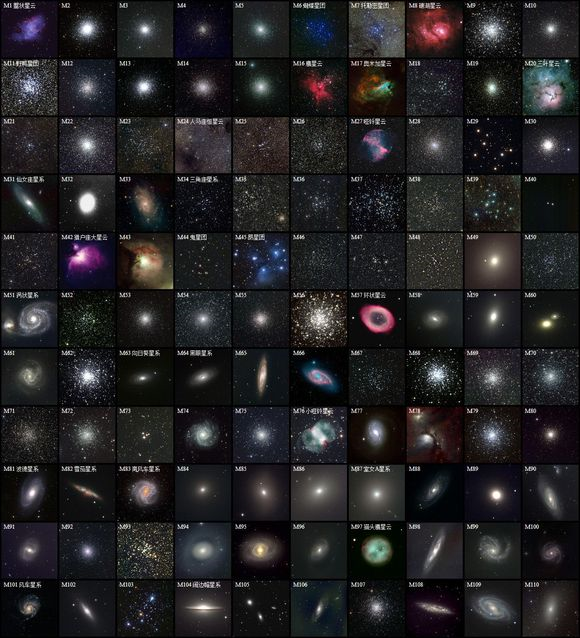 M1 蟹状星云 M2 M3 M4 M5 M6 蝴蝶星团 M7 托勒密星团 M8 礁湖星云 M9 M10
M11 野鸭星团 M12 M13 M14 M15 M16 鹰星云 M17 奥米加星云 M18 M19 M20 三叶星云
M21 M22 M23 M24 人马座恒星云 M25 M26 M27 哑铃星云 M28 M29 M30
M31 仙女座星系 M32 M33 M34 三角座星系 M35 M36 M37 M38 M39 M40
M41 M42 猎户座大星云 M43 M44 鬼星团 M45 昴星团 M46 M47 M48 M49 M50
M51 涡状星系 M52 M53 M54 M55 M56 M57 环状星云 M58 M59 M60
M61 M62 M63 向日葵星系 M64 黑眼星系 M65 M66 M67 M68 M69 M70
M71 M72 M73 M74 M75 M76 小哑铃星云 M77 M78 M79 M80
M81 波德星系 M82 雪茄星系 M83 南风车星系 M84 M85 M86 M87 室女A星系 M88 M89 M90
M91 M92 M93 M94 M95 M96 M97 猫头鹰星云 M98 M99 M100
M101 风车星系 M102 M103 M104 阔边帽星系 M105 M106 M107 M108 M109 M110